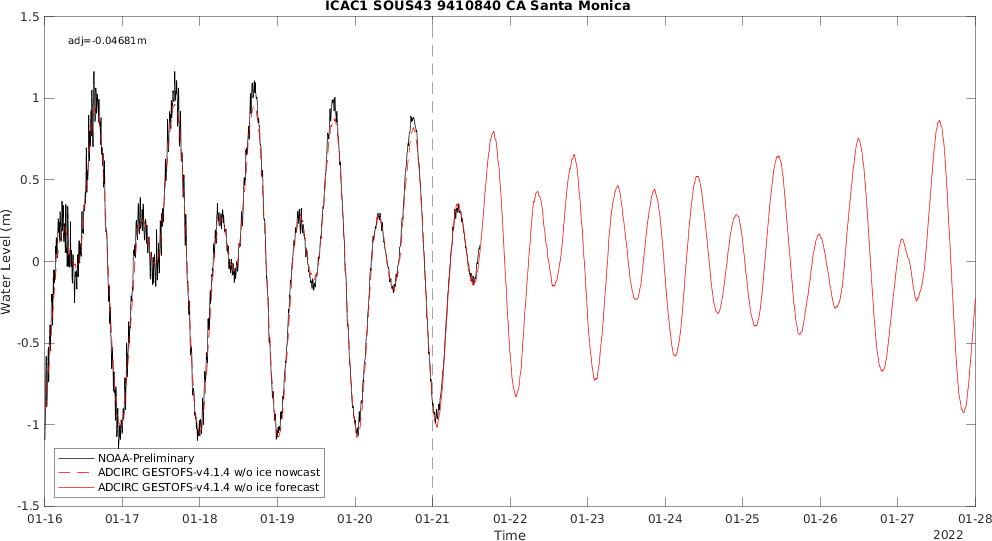 ICAC1 SOUS43 9410840 CA Santa Monica
adj=-0.04681m
1.5
1
0.5
0
-0.5
-1
-1.5
Water Level (m)
NOAA-Preliminary
ADCIRC GESTOFS-v4.1.4 w/o ice nowcast
ADCIRC GESTOFS-v4.1.4 w/o ice forecast
01-16 01-17 01-18 01-19 01-20 01-21 01-22 01-23 01-24 01-25 01-26 01-27 01-28
Time
2022